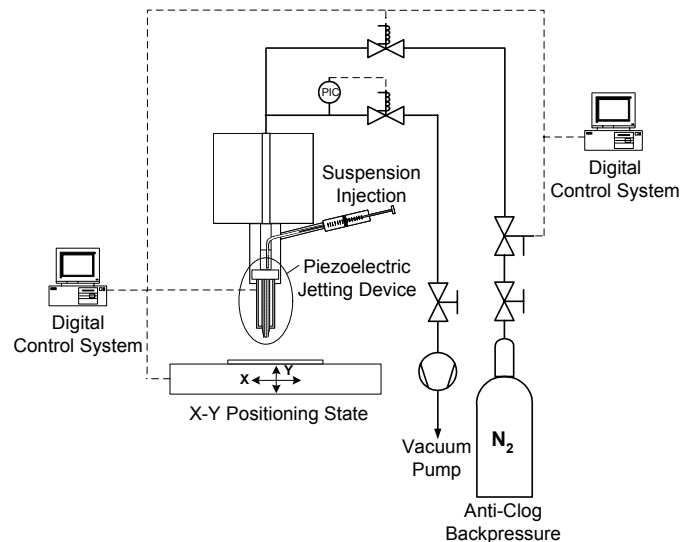 PIC
Suspension
Injection
Digital
Control System
Piezoelectric
Jetting Device
Digital
Control System
X
Y
X-Y Positioning State
Vacuum
Pump
N₂
Anti-Clog
Backpressure